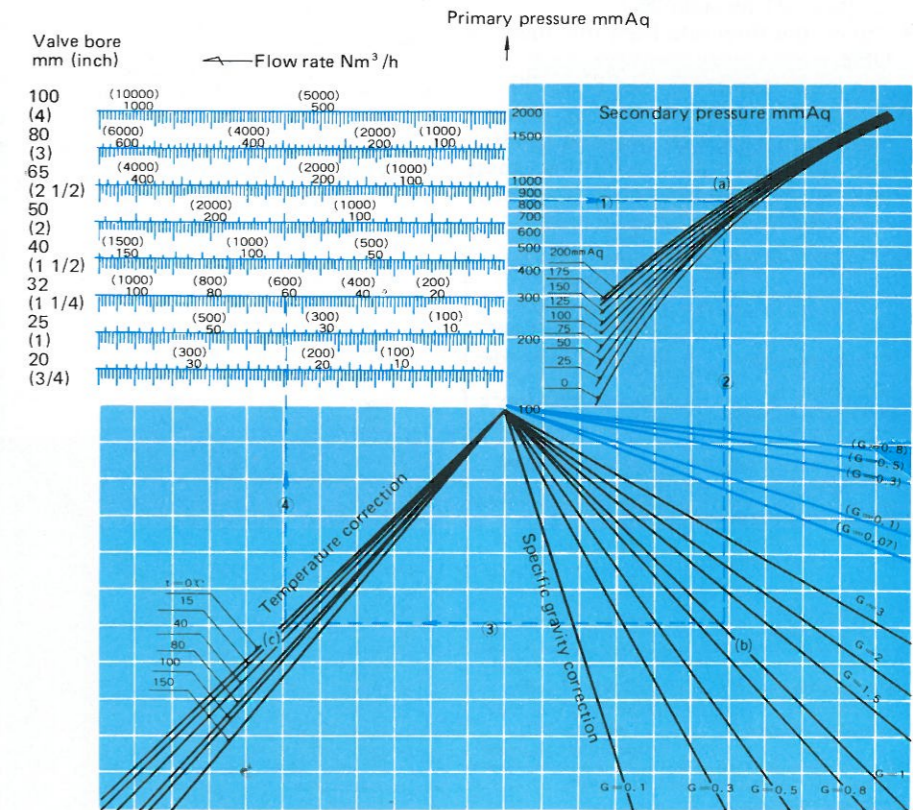 Primary pressure mmAq
Valve bore
mm (inch)
Flow rate Nm³/h
100
(4)
(10000) (5000)
1000 500
80
(3)
(6000) (4000) (2000) (1000)
600 400 200 100
65
(2 1/2)
(4000) (2000) (1000)
400 200 100
50
(2)
(2000) (1000)
200 100
40
(1 1/2)
(1500) (1000) (500)
150 100 50
32
(1 1/4)
(1000) (800) (600) (400) (200)
100 80 60 40 20
25
(1)
(500) (300) (100)
50 30 10
20
(3/4)
(300) (200) (100)
30 20 10
2000
1500
1000
900
800
700
600
500
400
300
200
100
Secondary pressure mmAq
(a)
1
200mmAq
175
150
125
100
75
50
25
0
②
(G=0.8)
(G=0.5)
(G=0.3)
(G=0.1)
(G=0.07)
G=3
G=2
G=1.5
G=1
G=0.8
G=0.5
G=0.3
G=0.1
(b)
Specific gravity correction
③
Temperature correction
④
t=0℃
15
40
80
100
150
(c)